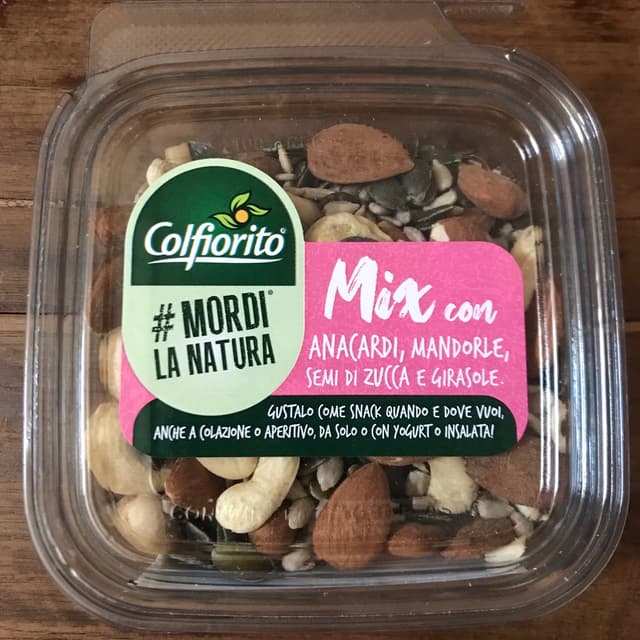 Colfiorito®
# MORDI®
LA NATURA
Mix con
ANACARDI, MANDORLE,
SEMI DI ZUCCA E GIRASOLE.
GUSTALO COME SNACK QUANDO E DOVE VUOI,
ANCHE A COLAZIONE O APERITIVO, DA SOLO O CON YOGURT O INSALATA!